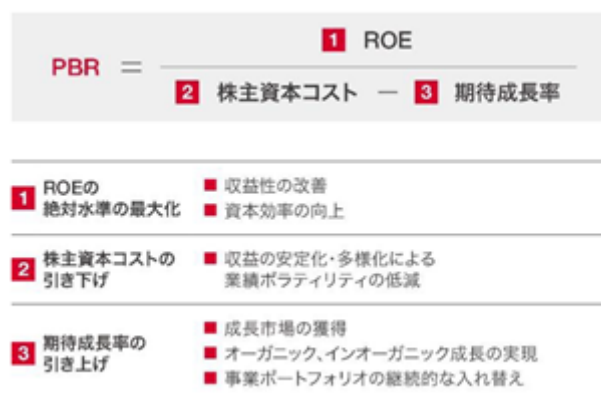 1 ROE
PBR =
2 株主資本コスト － 3 期待成長率
1 ROEの
絶対水準の最大化
■ 収益性の改善
■ 資本効率の向上
2 株主資本コストの
引き下げ
■ 収益の安定化・多様化による
業績ボラティリティの低減
3 期待成長率の
引き上げ
■ 成長市場の獲得
■ オーガニック、インオーガニック成長の実現
■ 事業ポートフォリオの継続的な入れ替え